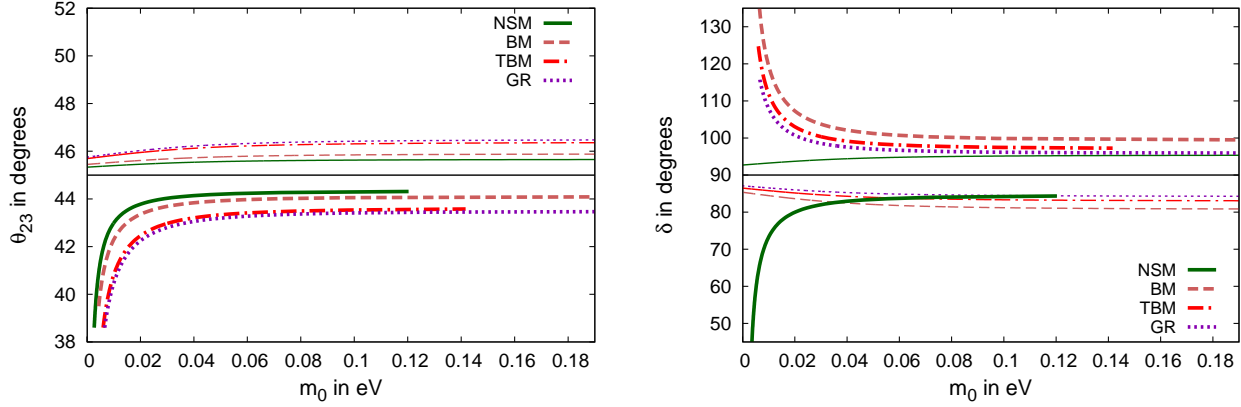 52
50
48
46
44
42
40
38
θ23 in degrees
NSM
BM
TBM
GR
0 0.02 0.04 0.06 0.08 0.1 0.12 0.14 0.16 0.18
m0 in eV
130
120
110
100
90
80
70
60
50
δ in degrees
NSM
BM
TBM
GR
0 0.02 0.04 0.06 0.08 0.1 0.12 0.14 0.16 0.18
m0 in eV